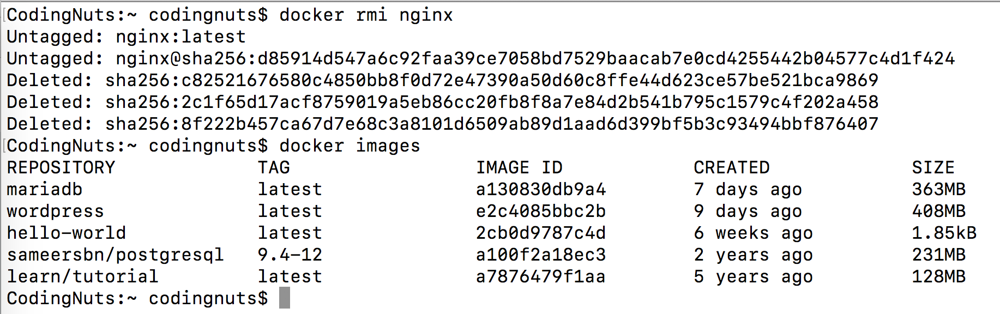 CodingNuts:~ codingnuts$ docker rmi nginx
Untagged: nginx:latest
Untagged: nginx@sha256:d85914d547a6c92faa39ce7058bd7529baacab7e0cd4255442b04577c4d1f424
Deleted: sha256:c82521676580c4850bb8f0d72e47390a50d60c8ffe44d623ce57be521bca9869
Deleted: sha256:2c1f65d17acf8759019a5eb86cc20fb8f8a7e84d2b541b795c1579c4f202a458
Deleted: sha256:8f222b457ca67d7e68c3a8101d6509ab89d1aad6d399bf5b3c93494bbf876407
CodingNuts:~ codingnuts$ docker images
REPOSITORY TAG IMAGE ID CREATED SIZE
mariadb latest a130830db9a4 7 days ago 363MB
wordpress latest e2c4085bbc2b 9 days ago 408MB
hello-world latest 2cb0d9787c4d 6 weeks ago 1.85kB
sameersbn/postgresql 9.4-12 a100f2a18ec3 2 years ago 231MB
learn/tutorial latest a7876479f1aa 5 years ago 128MB
CodingNuts:~ codingnuts$